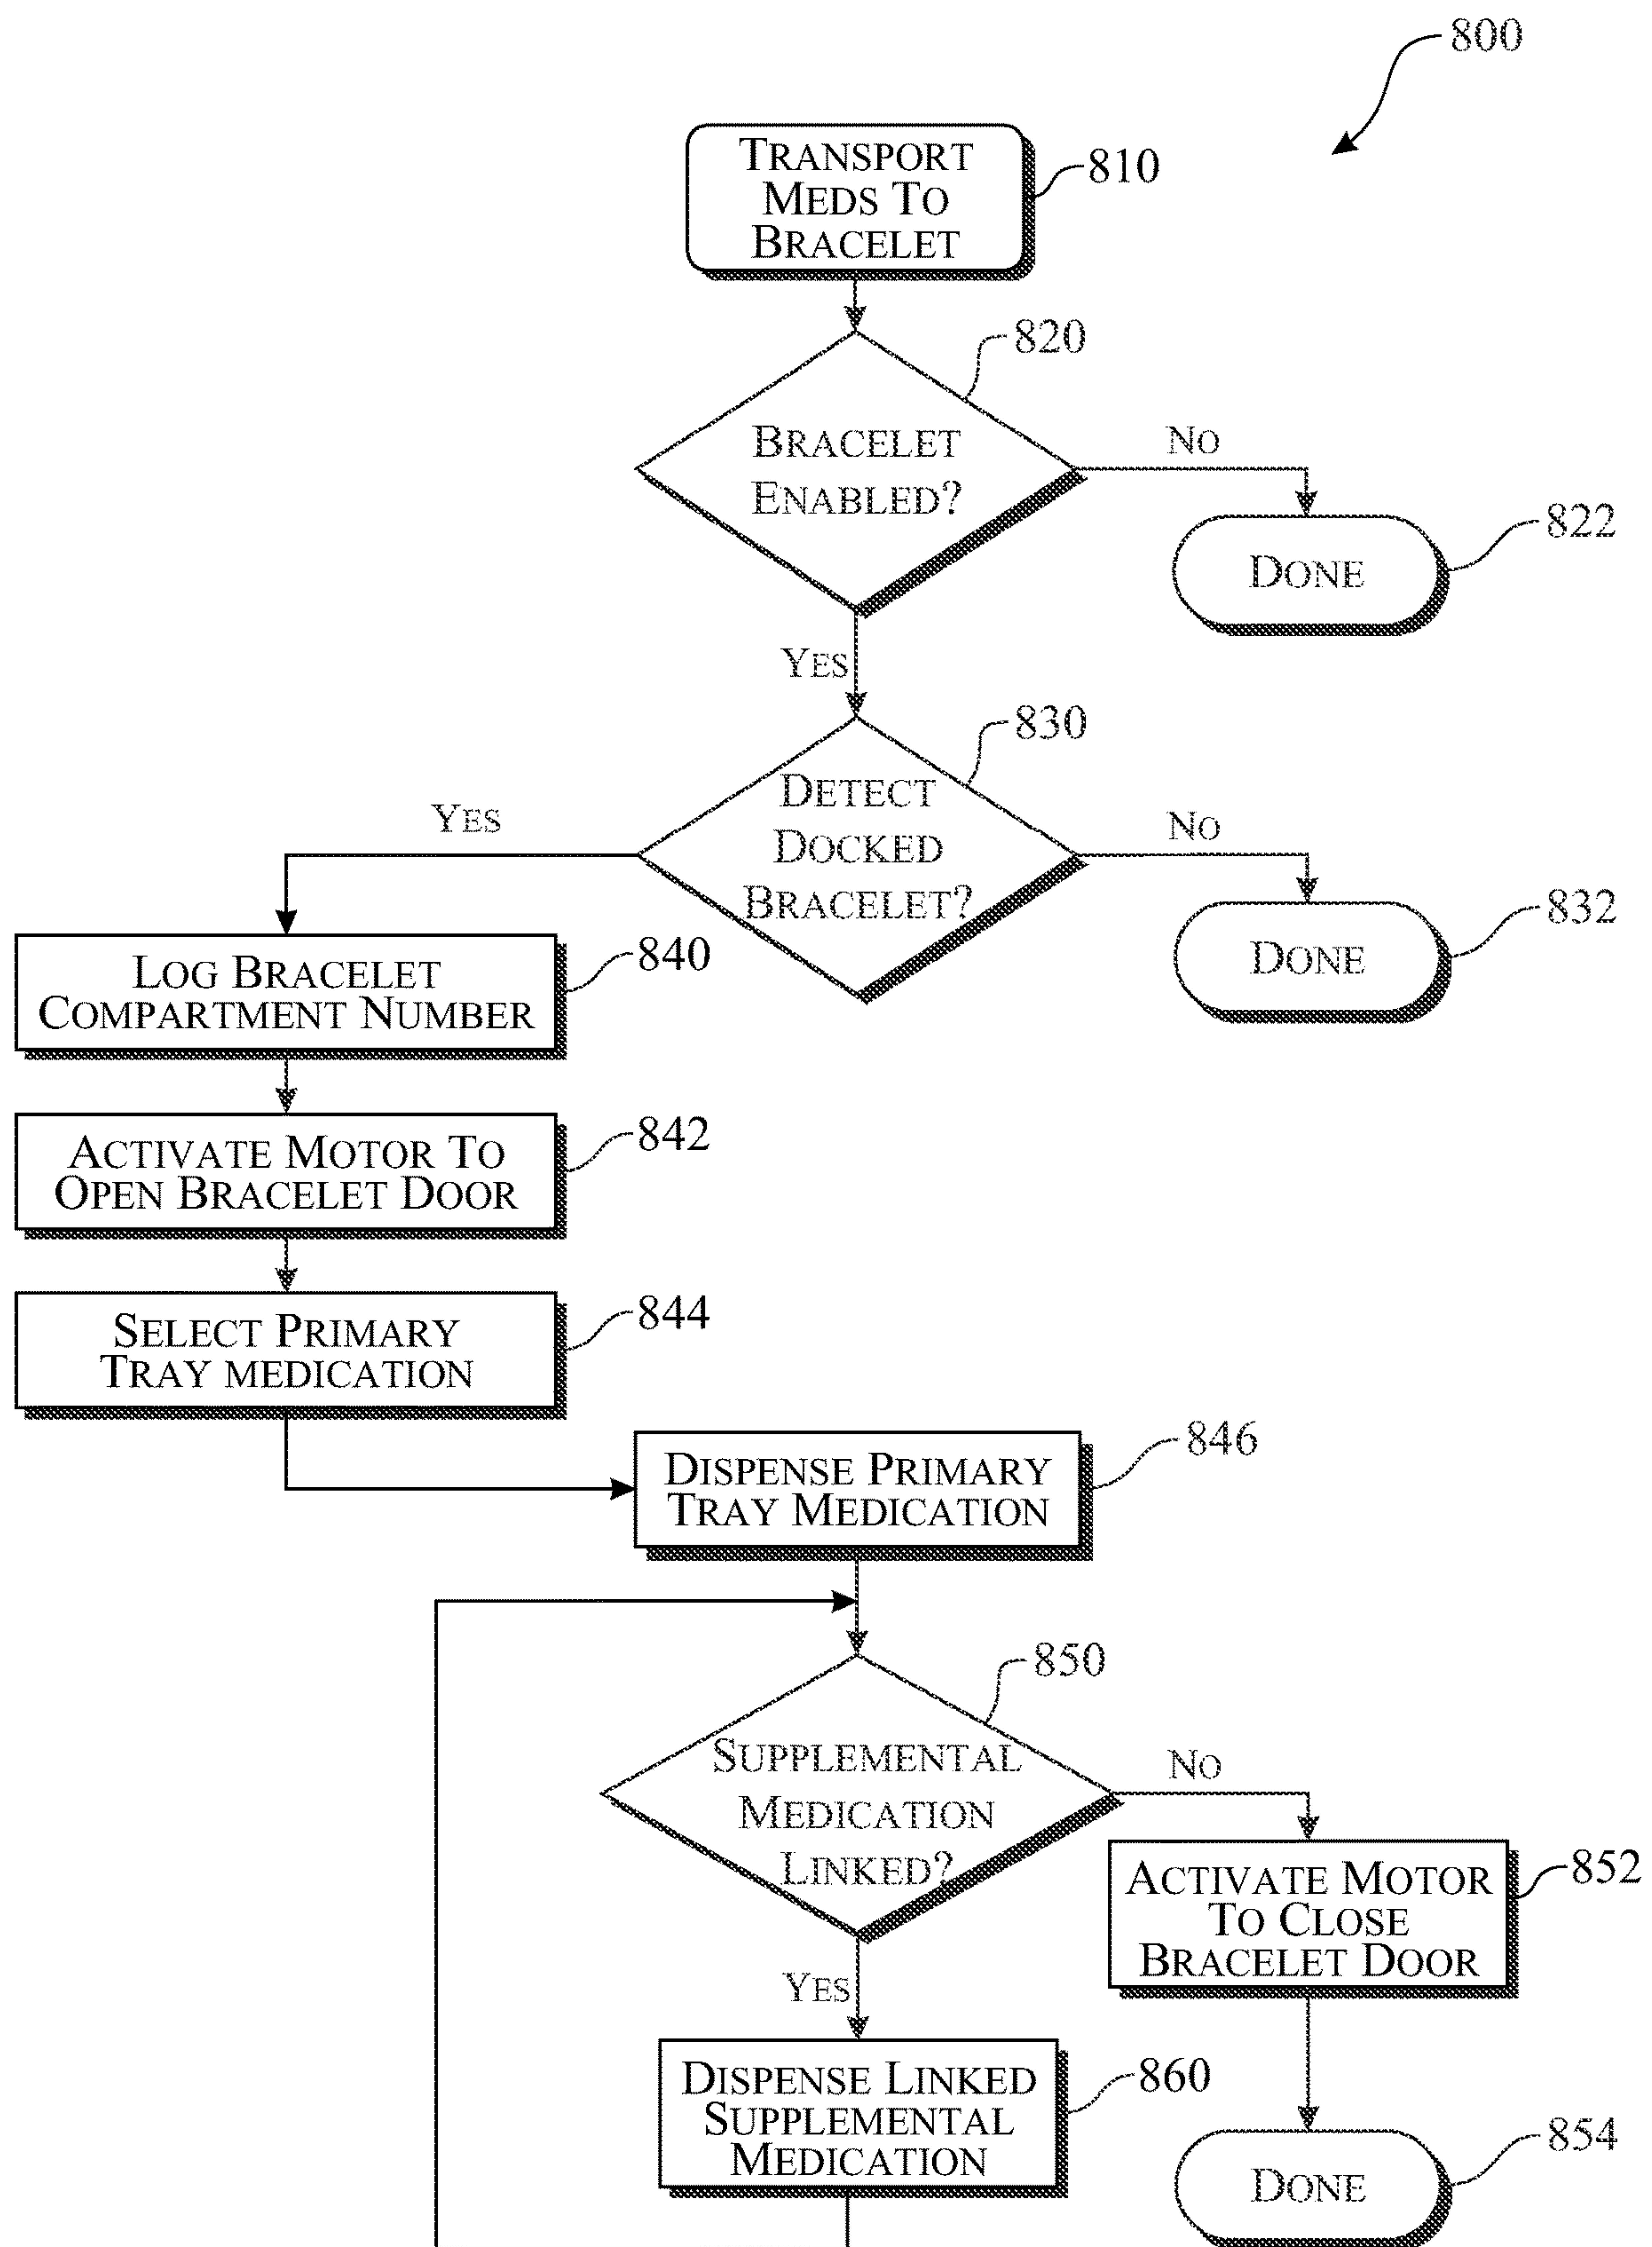 800
TRANSPORT
MEDS TO
BRACELET
810
820
BRACELET
ENABLED?
NO
822
DONE
YES
830
DETECT
DOCKED
BRACELET?
YES
NO
832
DONE
LOG BRACELET
COMPARTMENT NUMBER
840
ACTIVATE MOTOR TO
OPEN BRACELET DOOR
842
SELECT PRIMARY
TRAY MEDICATION
844
DISPENSE PRIMARY
TRAY MEDICATION
846
850
SUPPLEMENTAL
MEDICATION
LINKED?
NO
ACTIVATE MOTOR
TO CLOSE
BRACELET DOOR
852
YES
DISPENSE LINKED
SUPPLEMENTAL
MEDICATION
860
854
DONE